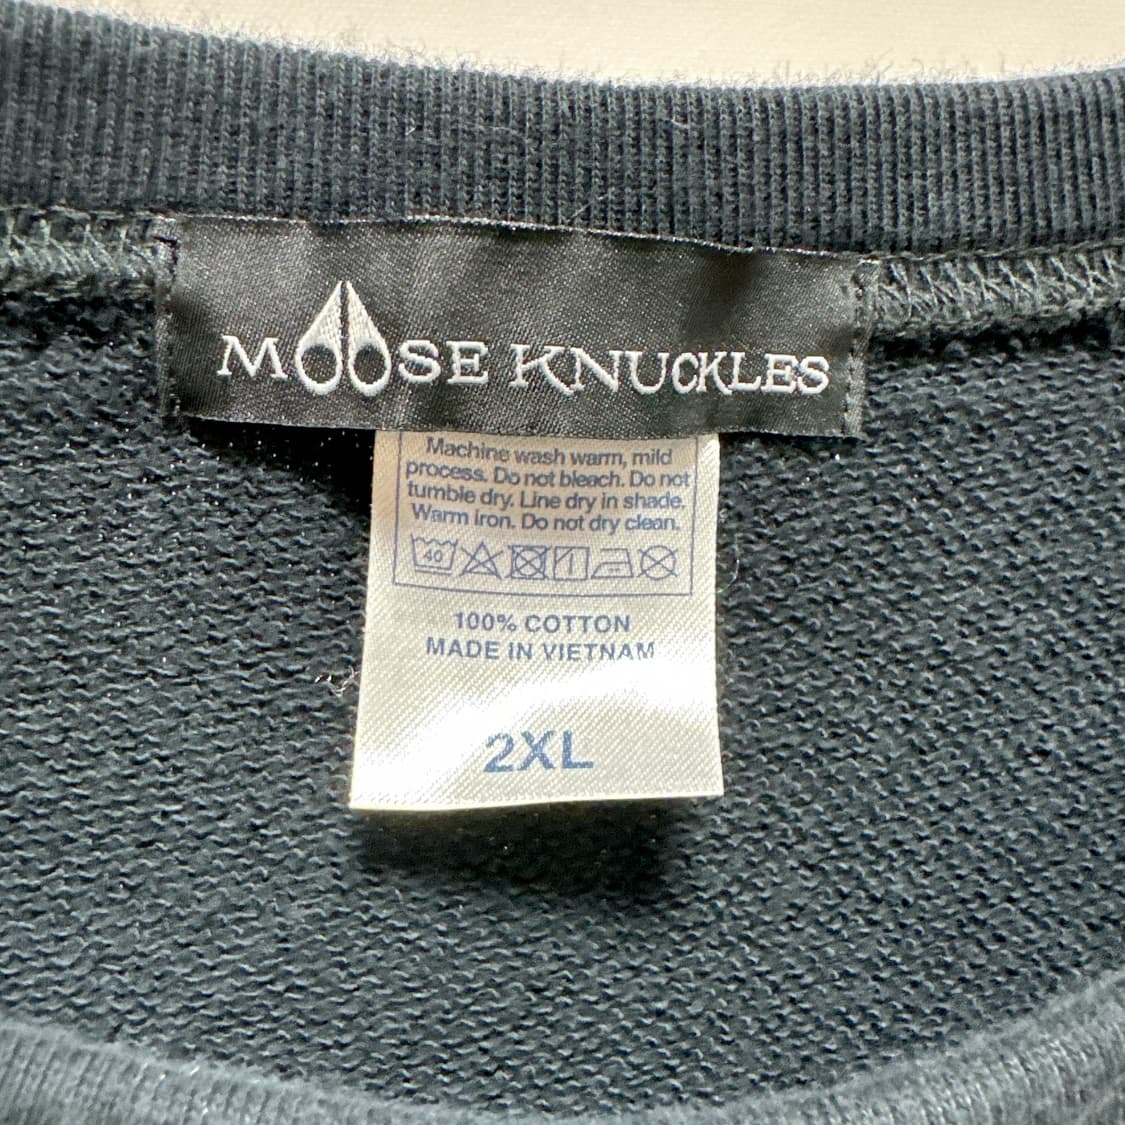 MOOSE KNUCKLES
Machine wash warm, mild
process. Do not bleach. Do not
tumble dry. Line dry in shade.
Warm iron. Do not dry clean.
40
100% COTTON
MADE IN VIETNAM
2XL